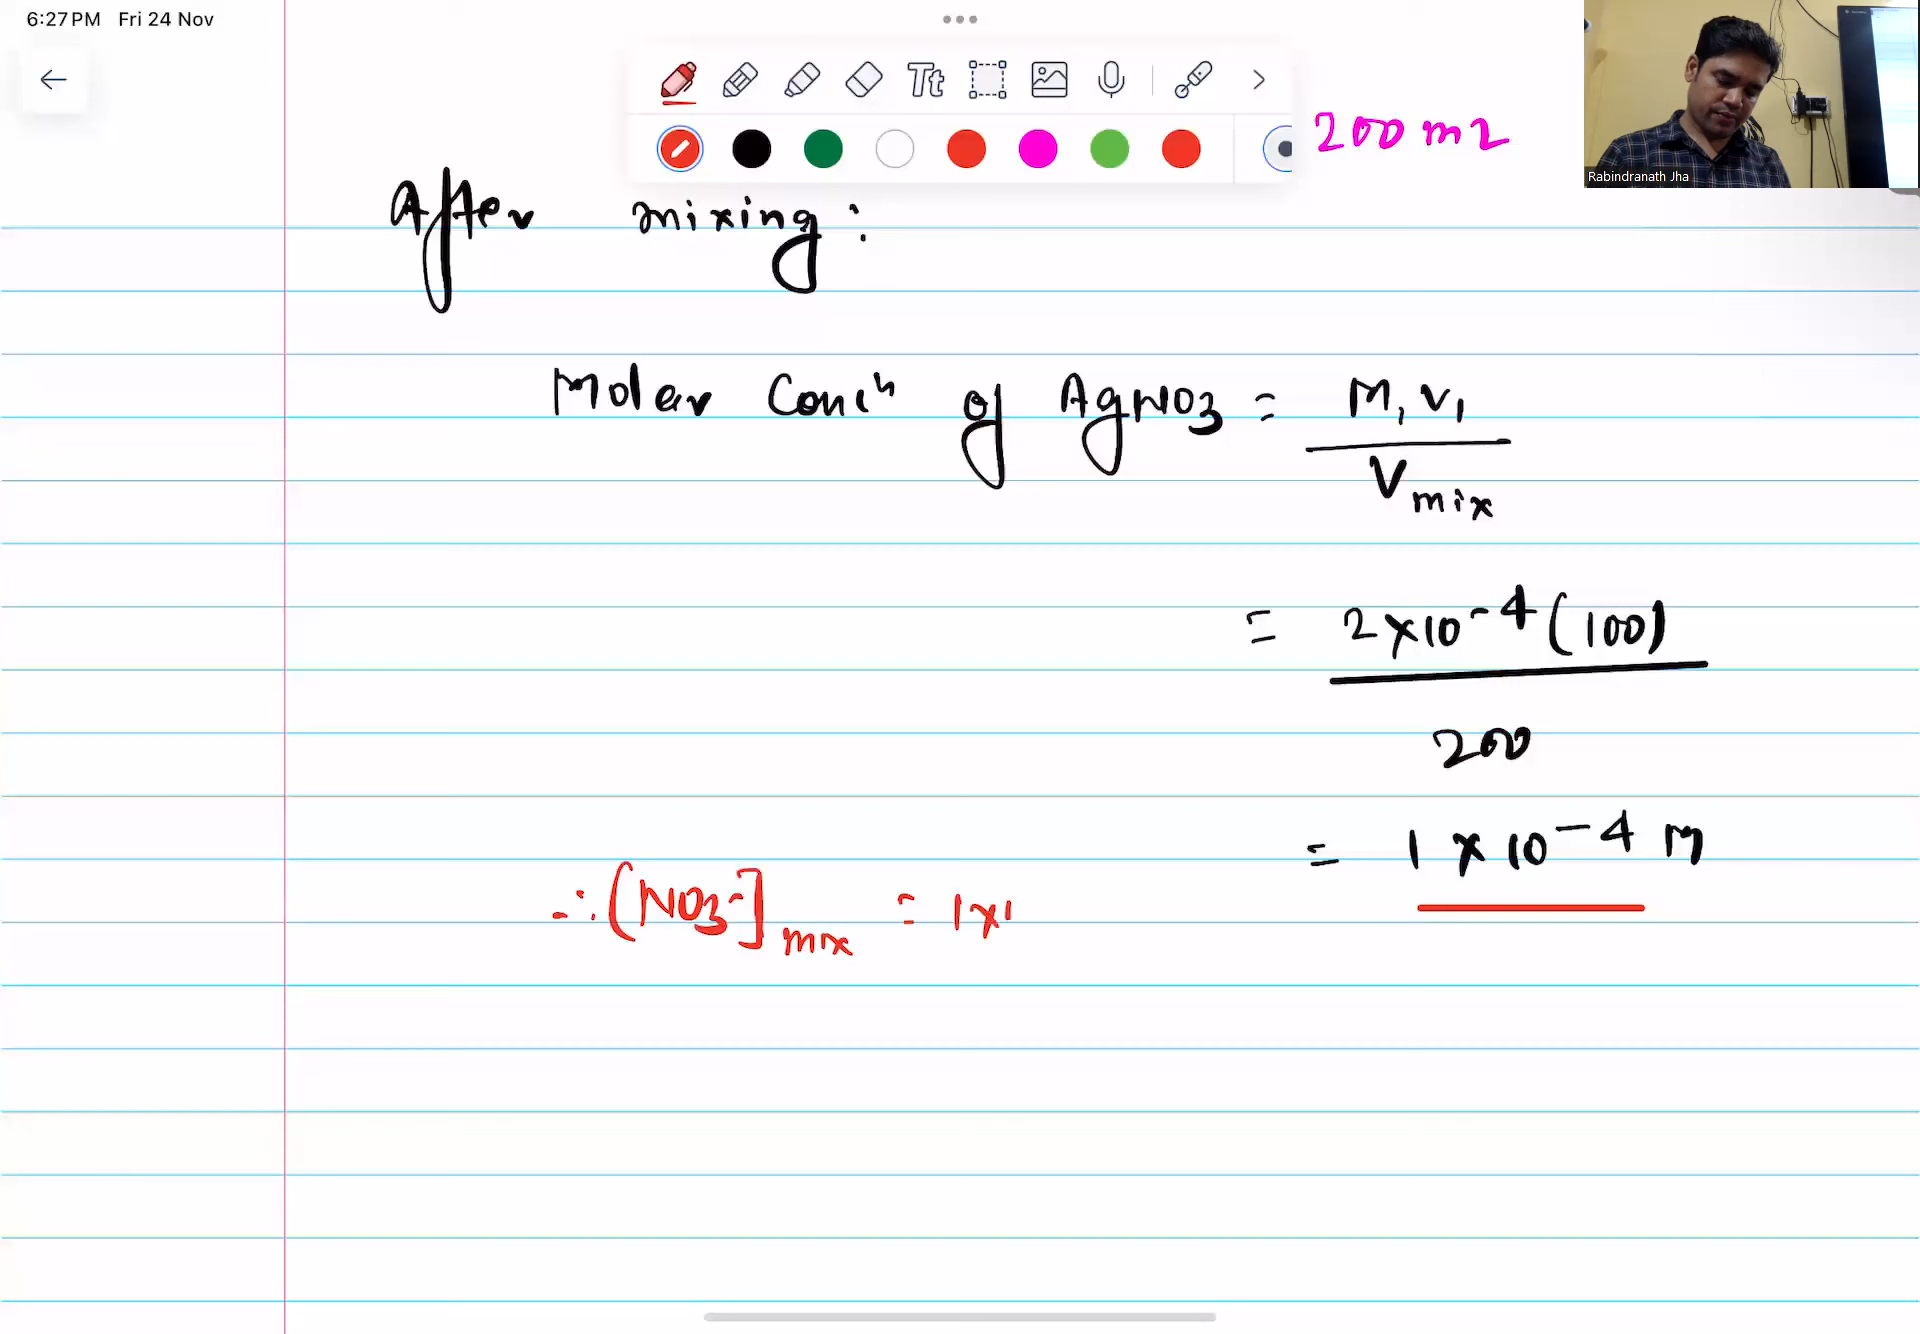 6:27 PM Fri 24 Nov
Tt
200 ml
Rabindranath Jha
After mixing:
Molar Concn of AgNO3 = M1V1
Vmix
= 2×10-4 (100)
200
= 1 × 10-4 M
∴ [NO3-]mix = 1×1